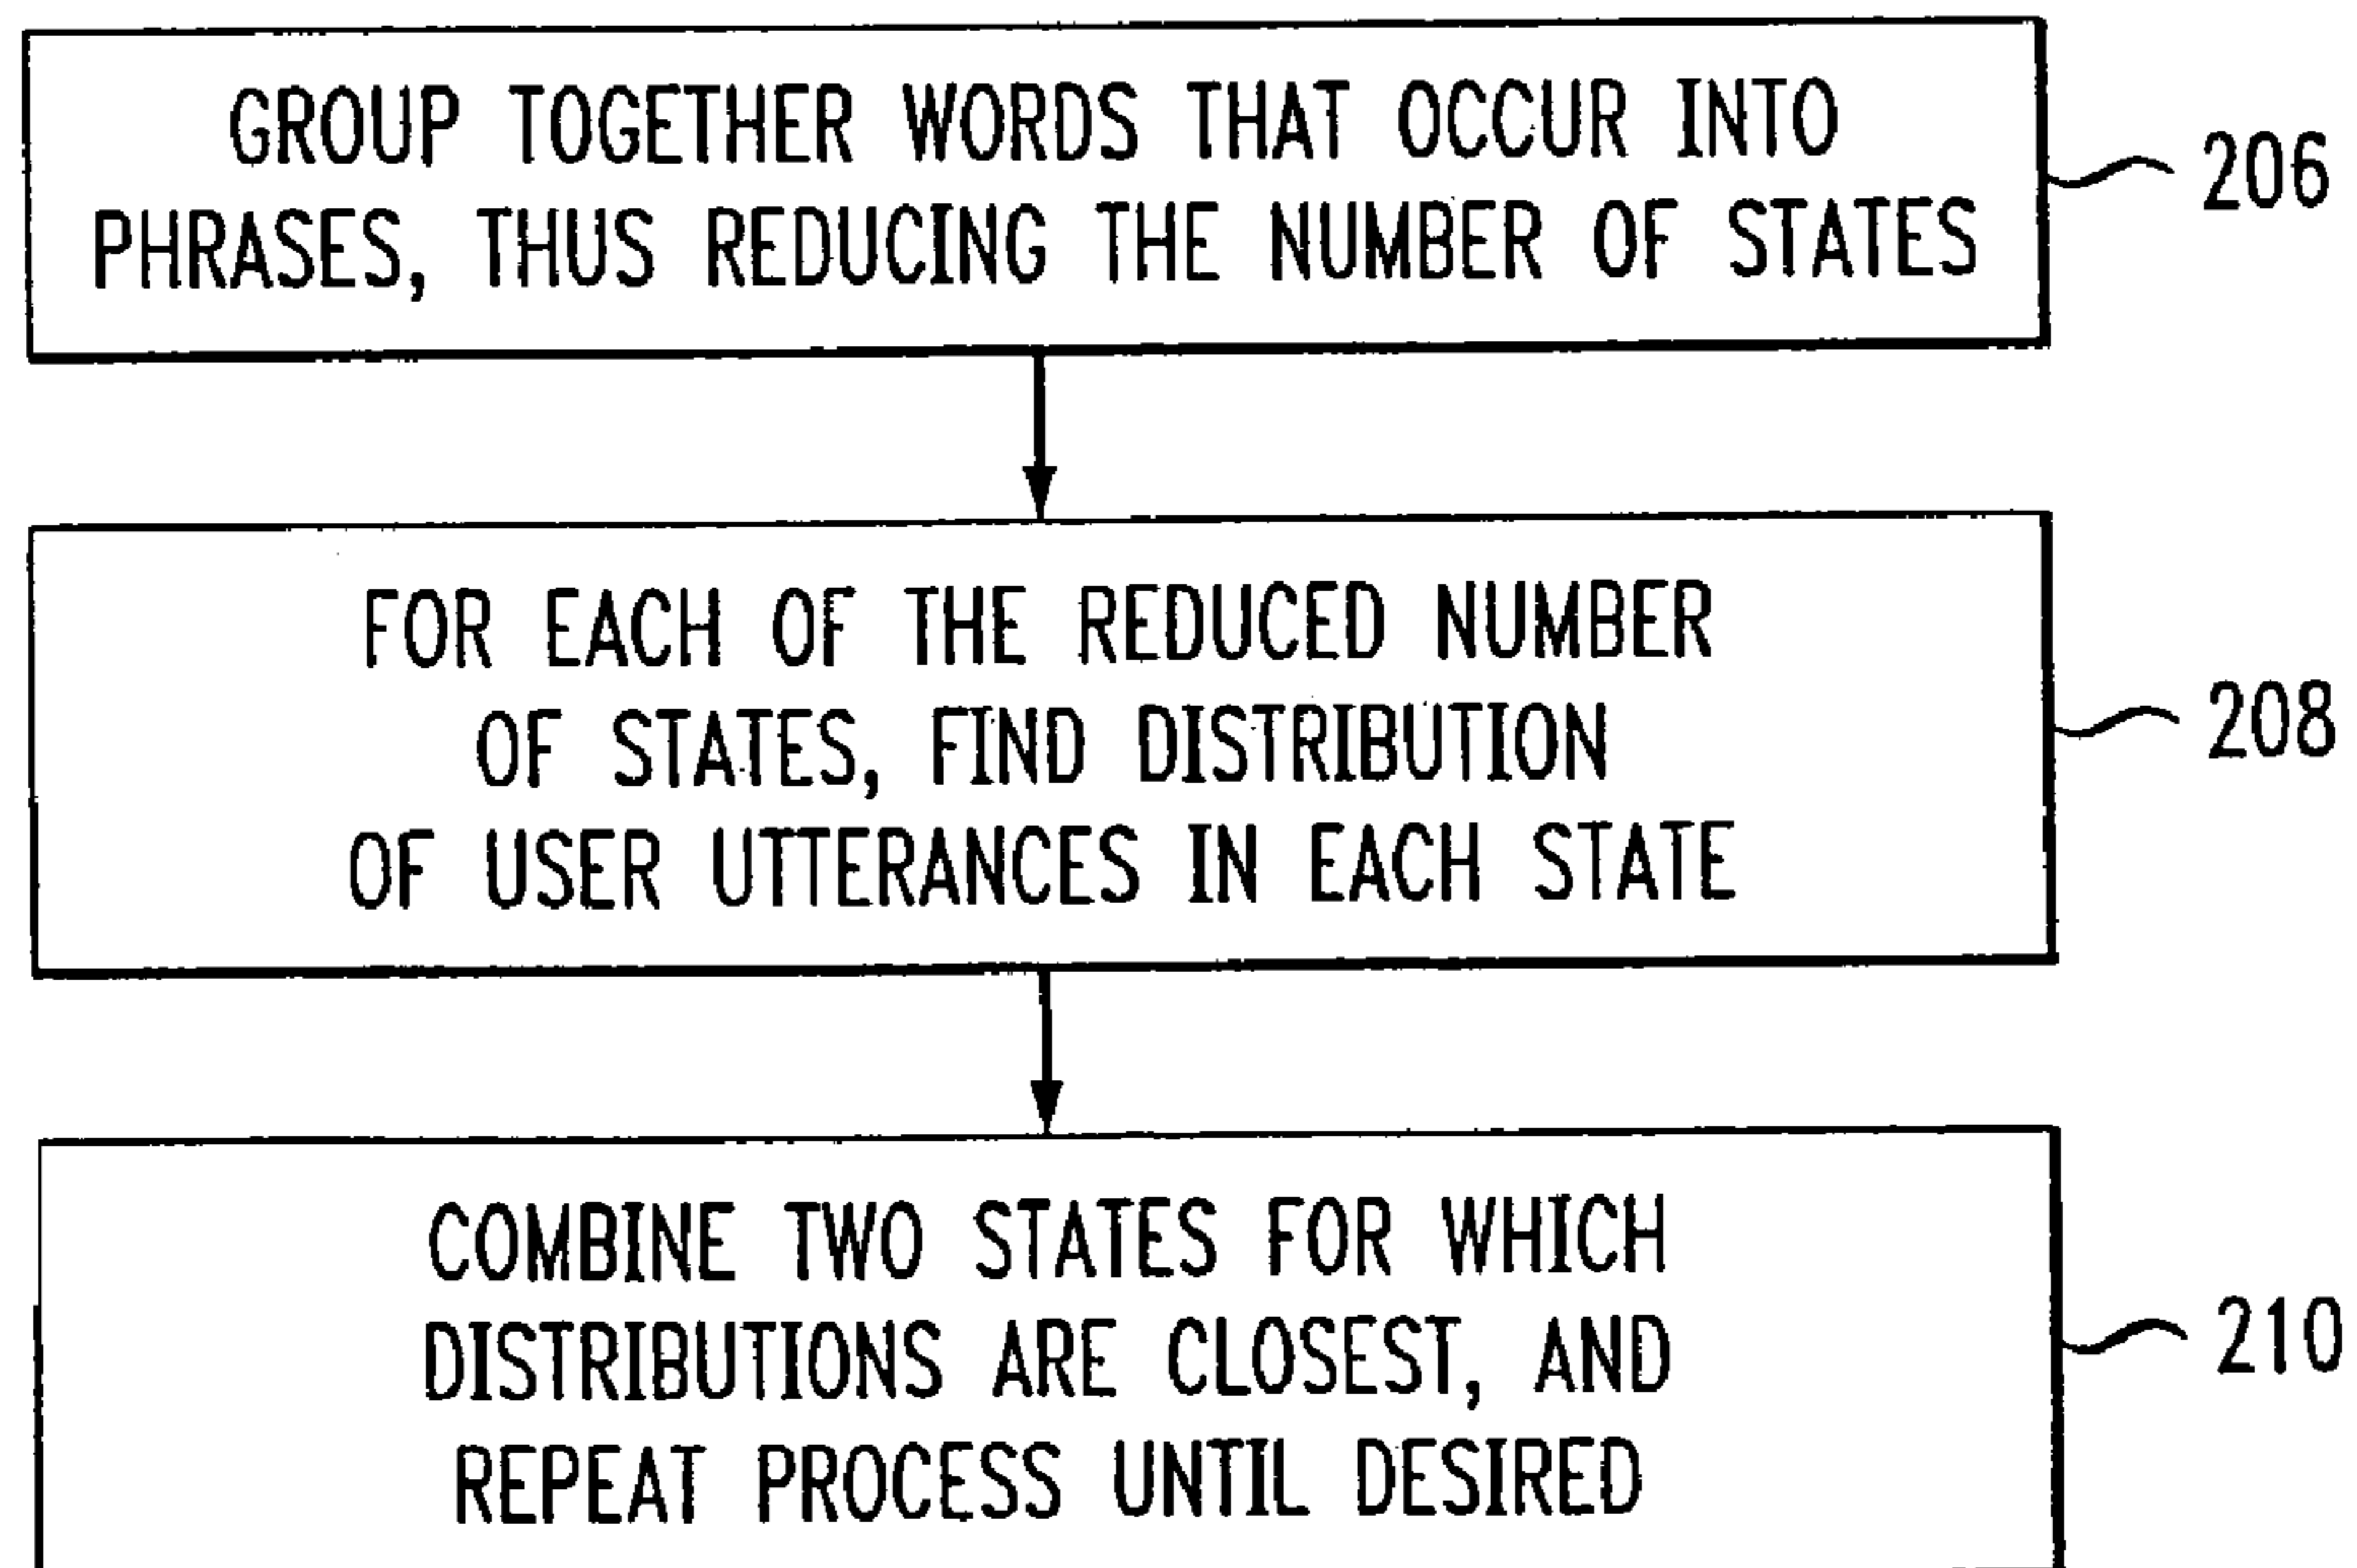 GROUP TOGETHER WORDS THAT OCCUR INTO
PHRASES, THUS REDUCING THE NUMBER OF STATES
206
FOR EACH OF THE REDUCED NUMBER
OF STATES, FIND DISTRIBUTION
OF USER UTTERANCES IN EACH STATE
208
COMBINE TWO STATES FOR WHICH
DISTRIBUTIONS ARE CLOSEST, AND
REPEAT PROCESS UNTIL DESIRED
210